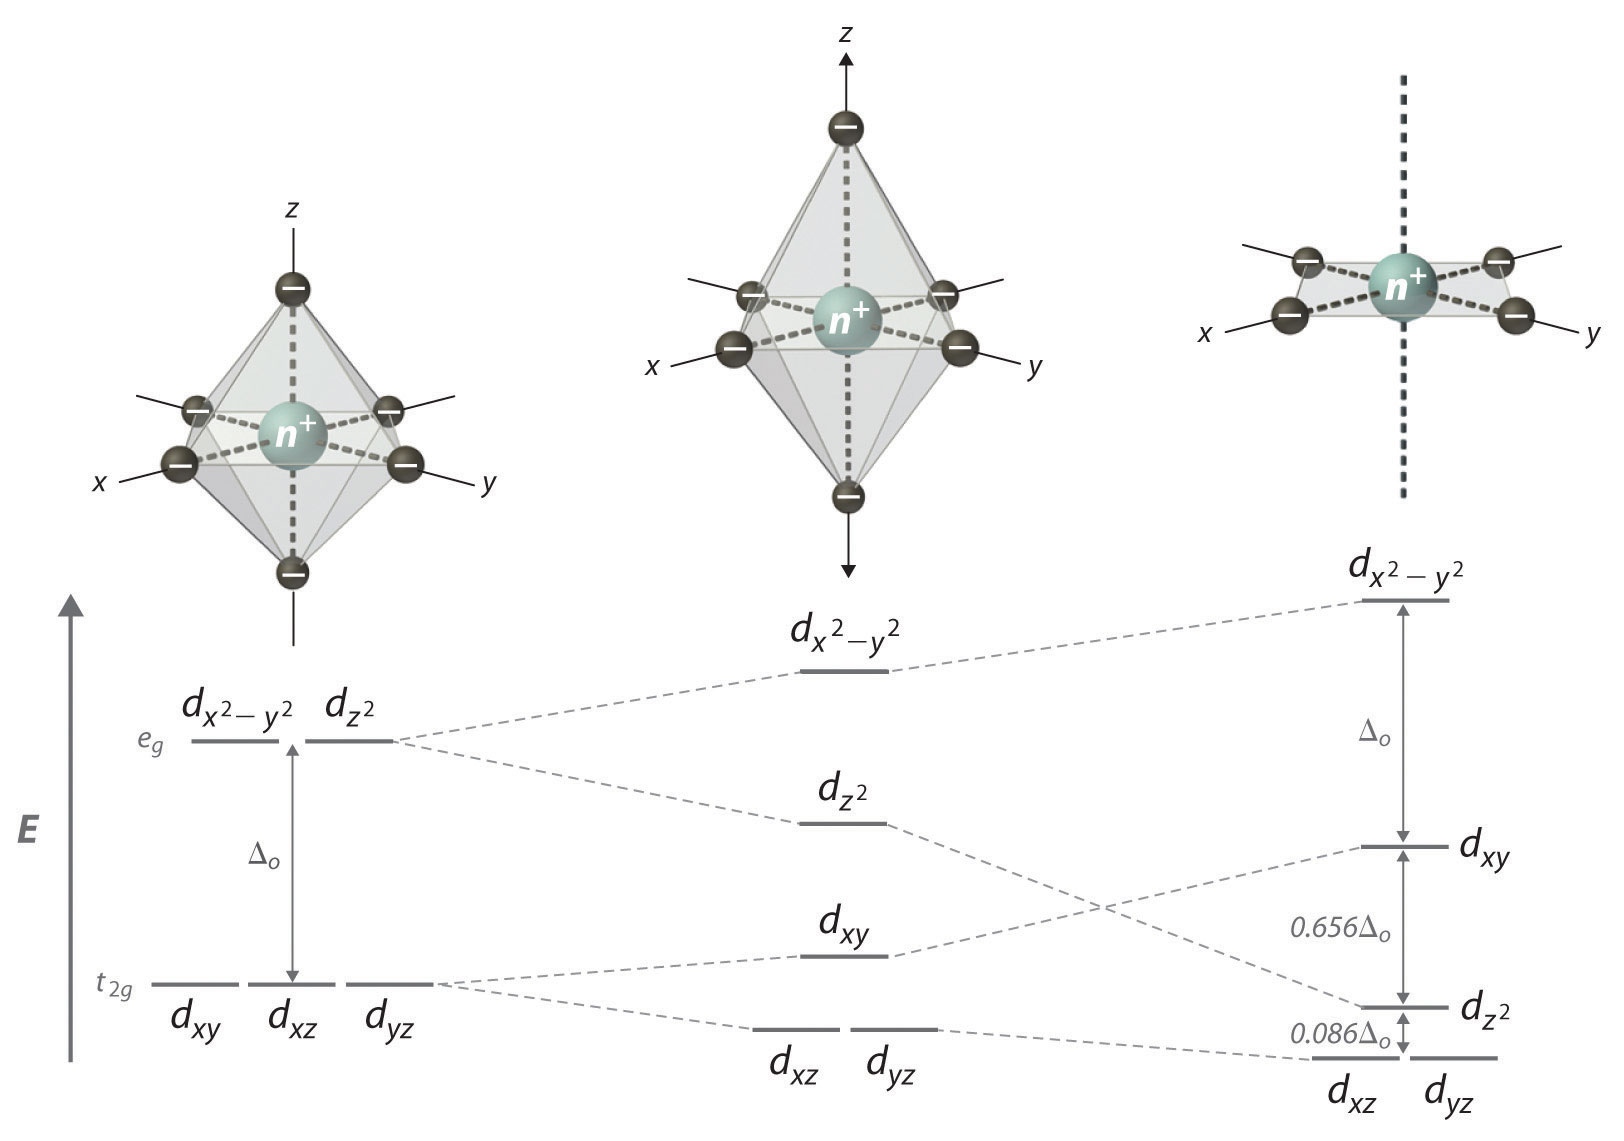 z
n+
x
y
z
n+
x
y
n+
x
y
E
dx²−y²
dz²
eg
Δo
t2g
dxy
dxz
dyz
dx²−y²
dz²
dxy
dxz
dyz
dx²−y²
Δo
dxy
0.656Δo
dz²
0.086Δo
dxz
dyz